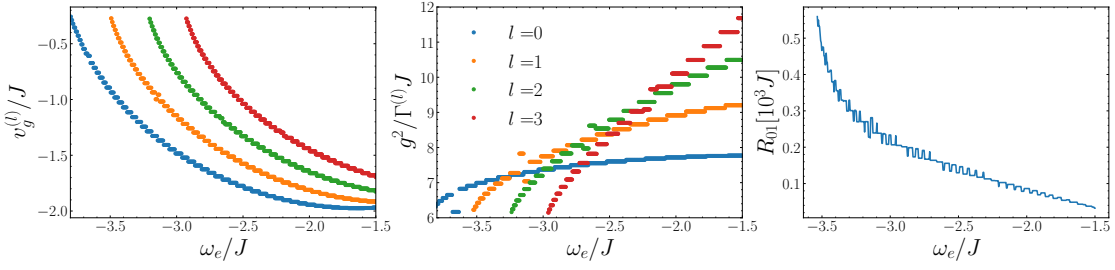 −0.5
−1.0
−1.5
−2.0
−3.5 −3.0 −2.5 −2.0 −1.5
v_g^{(l)}/J
ω_e/J
12
11
10
9
8
7
6
−3.5 −3.0 −2.5 −2.0 −1.5
g²/Γ^{(l)}J
ω_e/J
l =0
l =1
l =2
l =3
0.5
0.4
0.3
0.2
0.1
−3.5 −3.0 −2.5 −2.0 −1.5
R_{01}[10³J]
ω_e/J